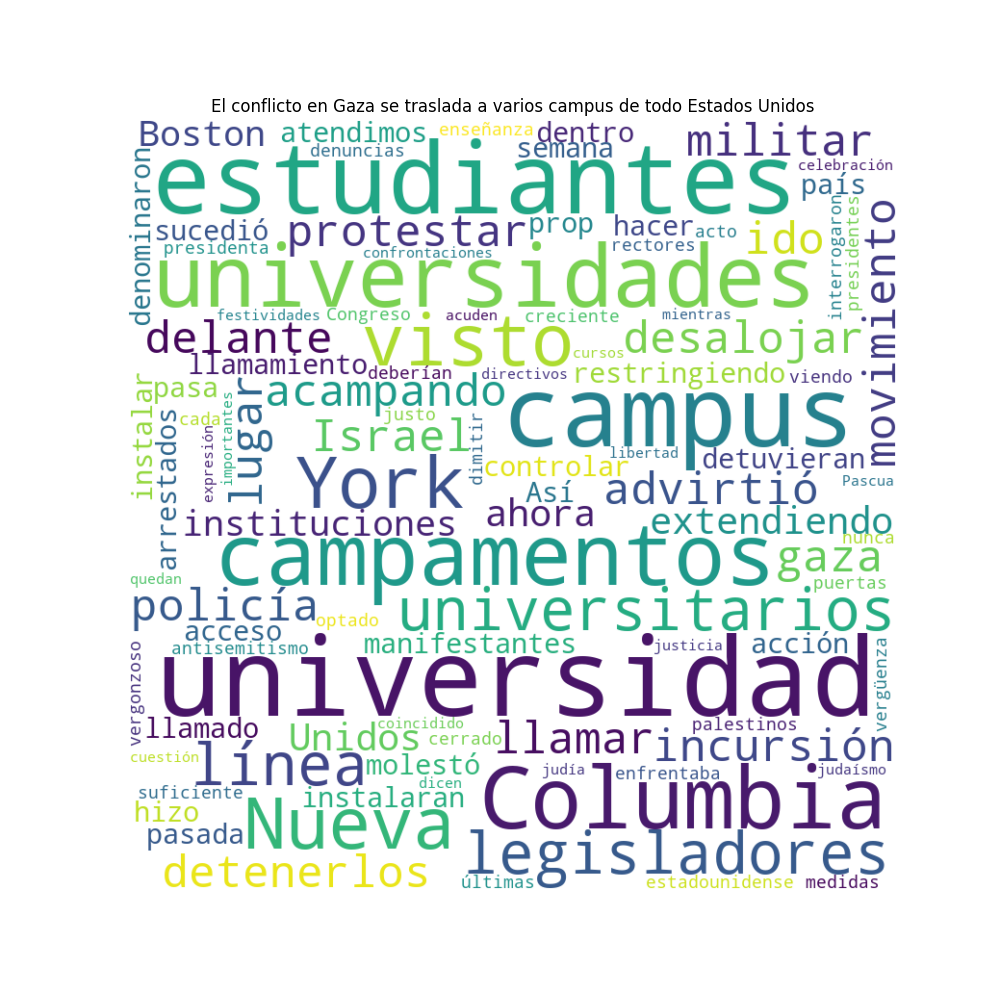 El conflicto en Gaza se traslada a varios campus de todo Estados Unidos
Boston
atendimos
enseñanza
dentro
militar
denuncias
semana
celebración
estudiantes
país
denominaron
sucedió
protestar
prop
hacer
acto
ido
interrogaron
presidentes
movimiento
presidenta
confrontaciones
rectores
universidades
festividades
Congreso
acuden
creciente
mientras
delante
visto
desalojar
cursos
llamamiento
deberían
directivos
restringiendo
viendo
instalar
pasa
acampando
campus
cada
importantes
lugar
justo
arrestados
expresión
Israel
dimitir
libertad
detuvieran
York
controlar
Así
advirtió
Pascua
instituciones
ahora
extendiendo
nunca
campamentos
gaza
quedan
puertas
policía
optado
universitarios
acceso
antisemitismo
manifestantes
justicia
acción
vergonzoso
universidad
vergüenza
llamado
coincidido
palestinos
Unidos
cerrado
llamar
incursión
cuestión
línea
molestó
judía
enfrentaba
judaísmo
dicen
suficiente
instalaran
Columbia
hizo
pasada
Nueva
legisladores
detenerlos
últimas
estadounidense
medidas